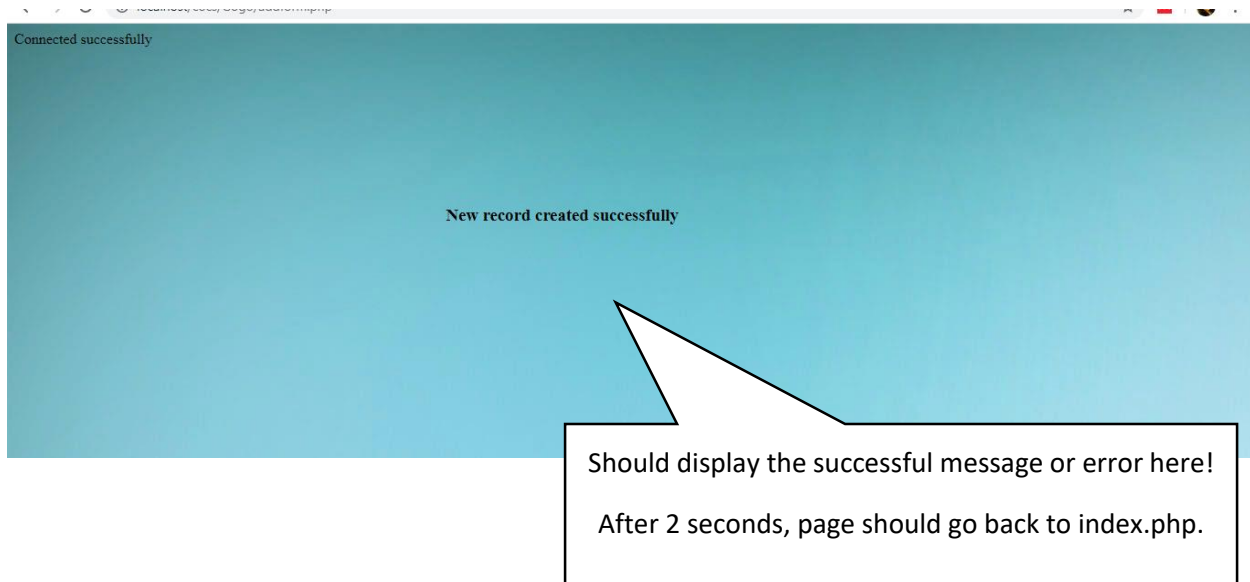 Connected successfully
New record created successfully
Should display the successful message or error here!
After 2 seconds, page should go back to index.php.